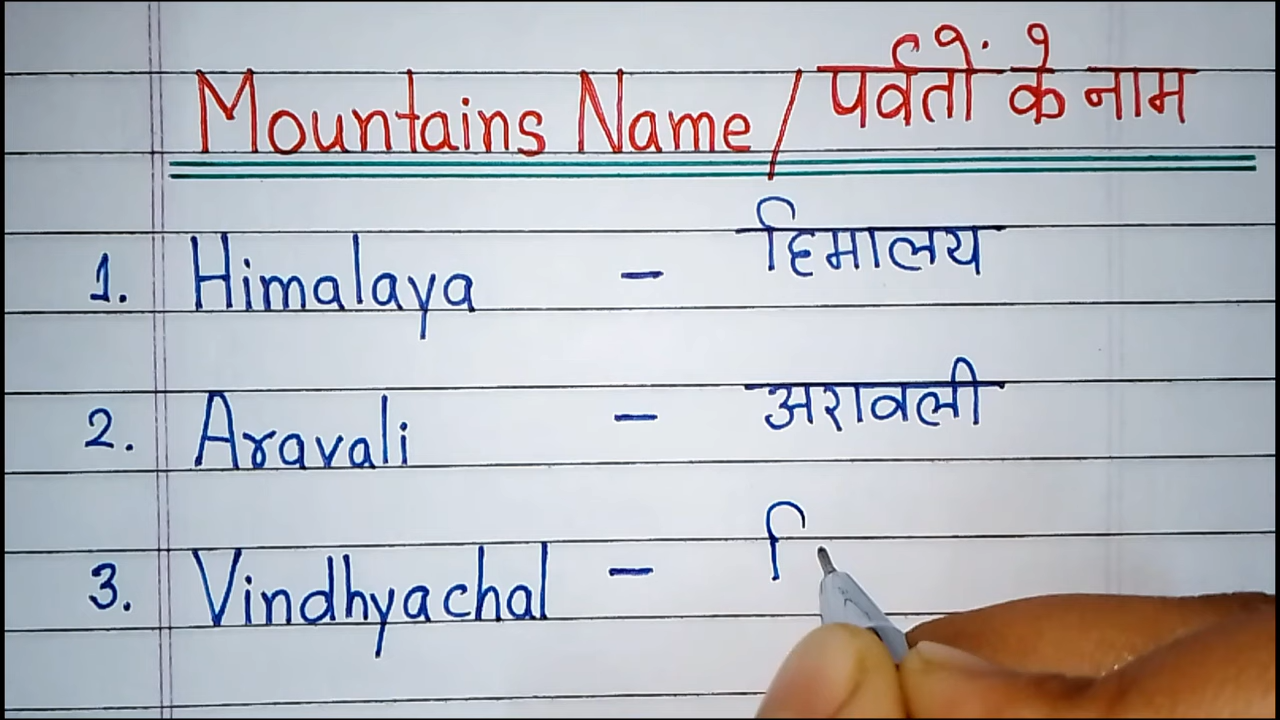 Mountains Name / पर्वतों के नाम
1. Himalaya - हिमालय
2. Aravali - अरावली
3. Vindhyachal - ि